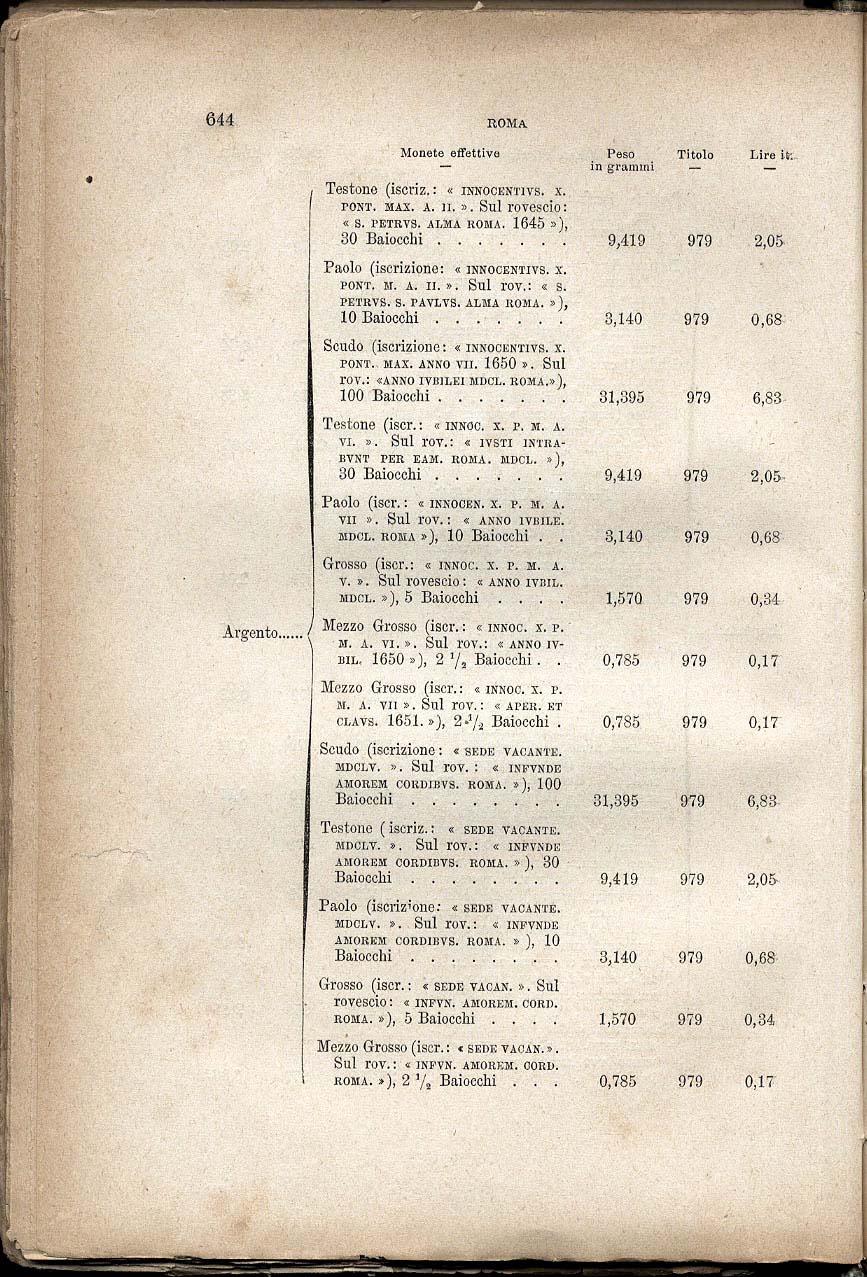 644
ROMA
Monete effettive Peso in grammi Titolo Lire it.
Testone (iscriz.: « INNOCENTIVS. X.
PONT. MAX. A. II. ». Sul rovescio:
« S. PETRVS. ALMA ROMA. 1645 »),
30 Baiocchi . . . . . . . 9,419 979 2,05
Paolo (iscrizione: « INNOCENTIVS. X.
PONT. M. A. II. ». Sul rov.: « S.
PETRVS. S. PAVLVS. ALMA ROMA. »),
10 Baiocchi . . . . . . . 3,140 979 0,68
Scudo (iscrizione: « INNOCENTIVS. X.
PONT. MAX. ANNO VII. 1650 ». Sul
rov.: «ANNO IVBILEI MDCL. ROMA.»),
100 Baiocchi . . . . . . . 31,395 979 6,83
Testone (iscr.: « INNOC. X. P. M. A.
VI. ». Sul rov.: « IVSTI INTRA-
BVNT PER EAM. ROMA. MDCL. »),
30 Baiocchi . . . . . . . 9,419 979 2,05
Paolo (iscr.: « INNOCEN. X. P. M. A.
VII ». Sul rov.: « ANNO IVBILE.
MDCL. ROMA »), 10 Baiocchi . . 3,140 979 0,68
Grosso (iscr.: « INNOC. X. P. M. A.
V. ». Sul rovescio: « ANNO IVBIL.
MDCL. »), 5 Baiocchi . . . . 1,570 979 0,34
Argento......
Mezzo Grosso (iscr.: « INNOC. X. P.
M. A. VI. ». Sul rov.: « ANNO IV-
BIL. 1650 »), 2 1/2 Baiocchi . . 0,785 979 0,17
Mezzo Grosso (iscr.: « INNOC. X. P.
M. A. VII ». Sul rov.: « APER. ET
CLAVS. 1651. »), 2 1/2 Baiocchi . 0,785 979 0,17
Scudo (iscrizione: « SEDE VACANTE.
MDCLV. ». Sul rov. : « INFVNDE
AMOREM CORDIBVS. ROMA. »), 100
Baiocchi . . . . . . . . 31,395 979 6,83
Testone (iscriz.: « SEDE VACANTE.
MDCLV. ». Sul rov.: « INFVNDE
AMOREM CORDIBVS. ROMA. » ), 30
Baiocchi . . . . . . . . 9,419 979 2,05
Paolo (iscrizione: « SEDE VACANTE.
MDCLV. ». Sul rov.: « INFVNDE
AMOREM CORDIBVS. ROMA. » ), 10
Baiocchi . . . . . . . . 3,140 979 0,68
Grosso (iscr.: « SEDE VACAN. ». Sul
rovescio: « INFVN. AMOREM. CORD.
ROMA. »), 5 Baiocchi . . . . 1,570 979 0,34
Mezzo Grosso (iscr.: « SEDE VACAN.».
Sul rov.: « INFVN. AMOREM. CORD.
ROMA. »), 2 1/2 Baiocchi . . . 0,785 979 0,17